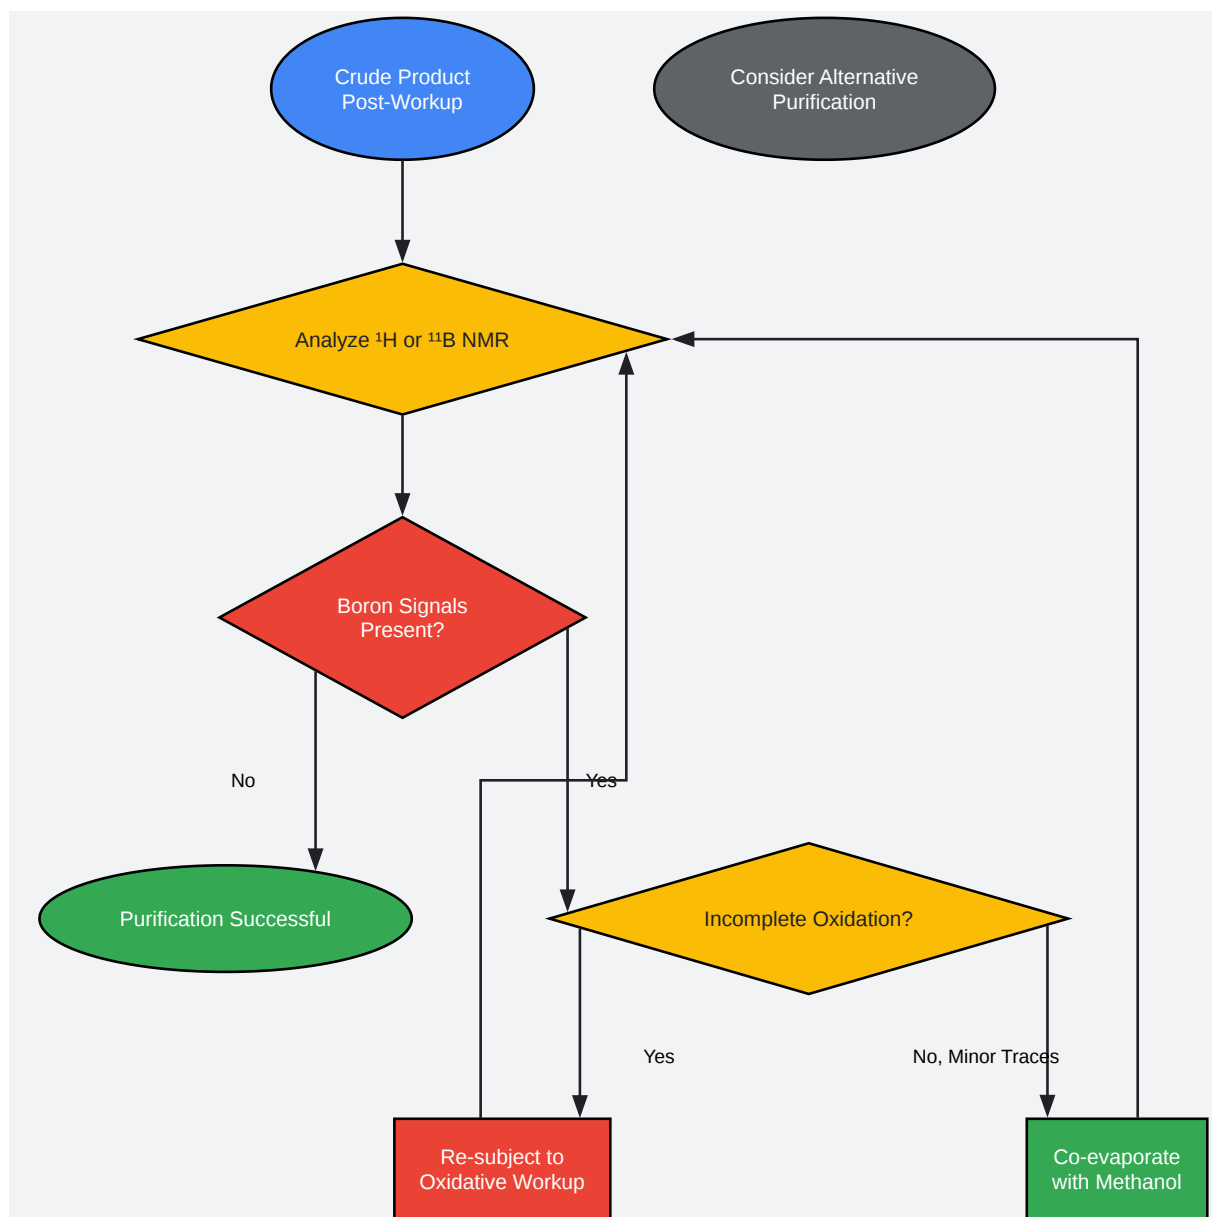 Crude Product
Post-Workup
Consider Alternative
Purification
Analyze ¹H or ¹¹B NMR
Boron Signals
Present?
No
Yes
Purification Successful
Incomplete Oxidation?
Yes
No, Minor Traces
Re-subject to
Oxidative Workup
Co-evaporate
with Methanol